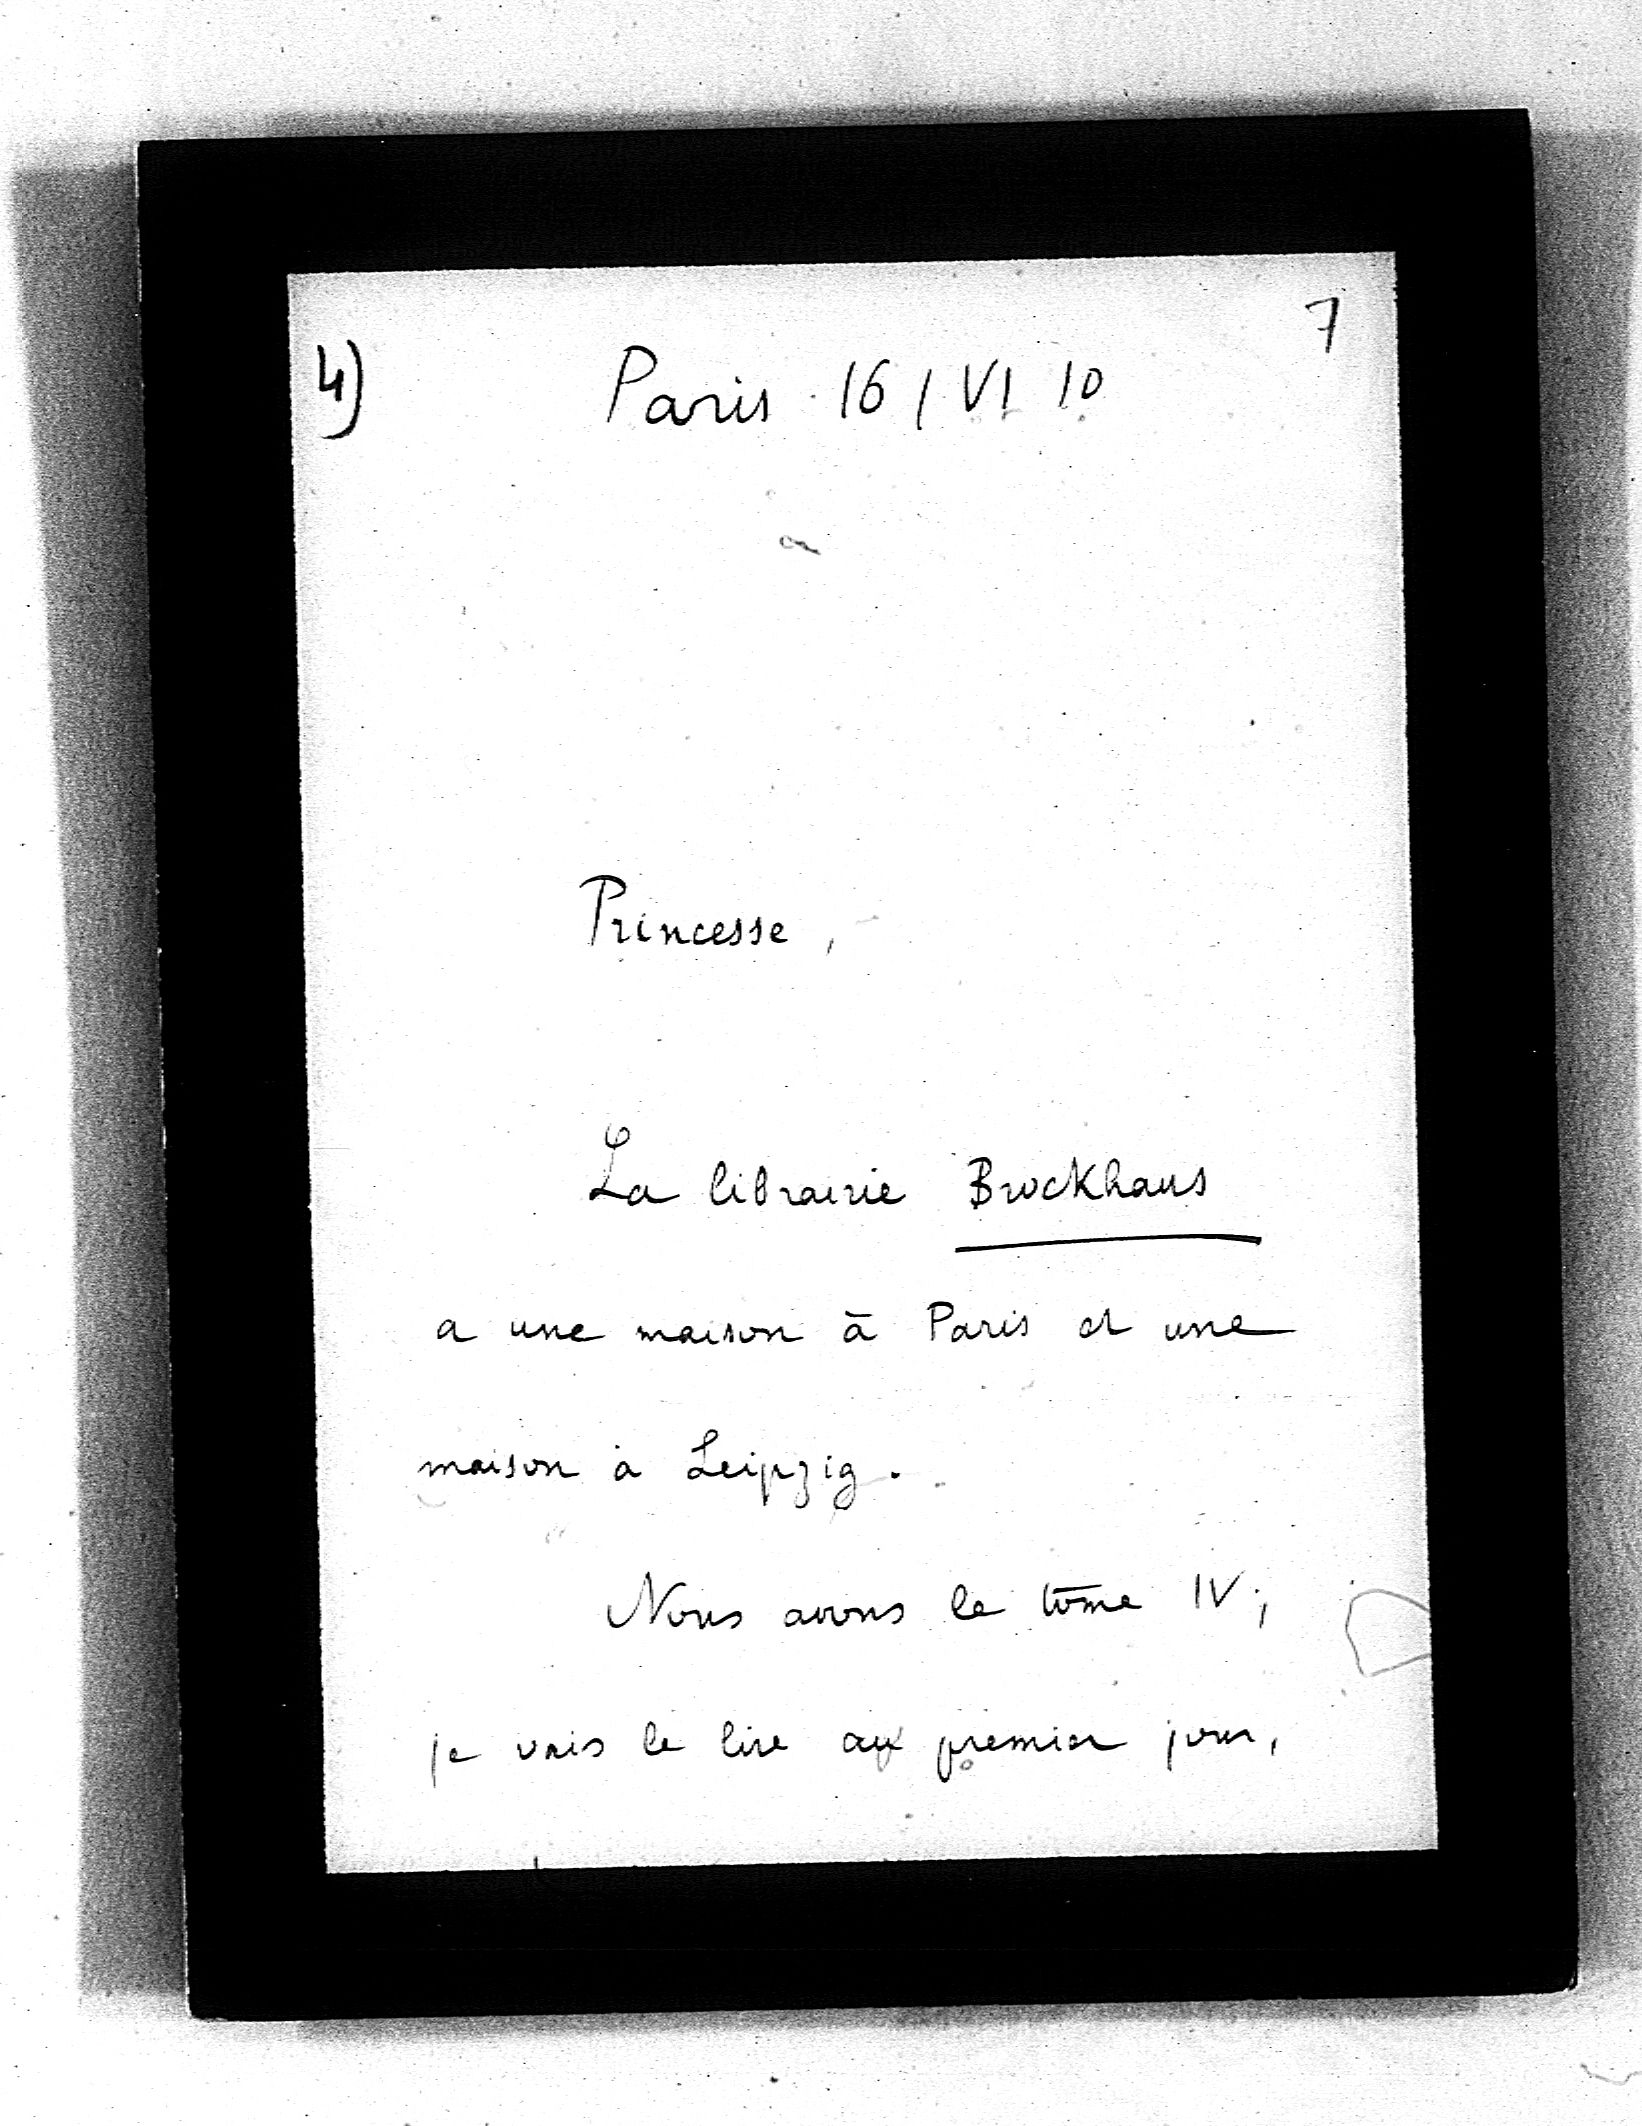 7
4) Paris 16 / VI 10
Princesse,
La librairie Brockhaus
a une maison à Paris et une
maison à Leipzig.
Nous avons le tôme IV;
je vais le lire au premier jour,